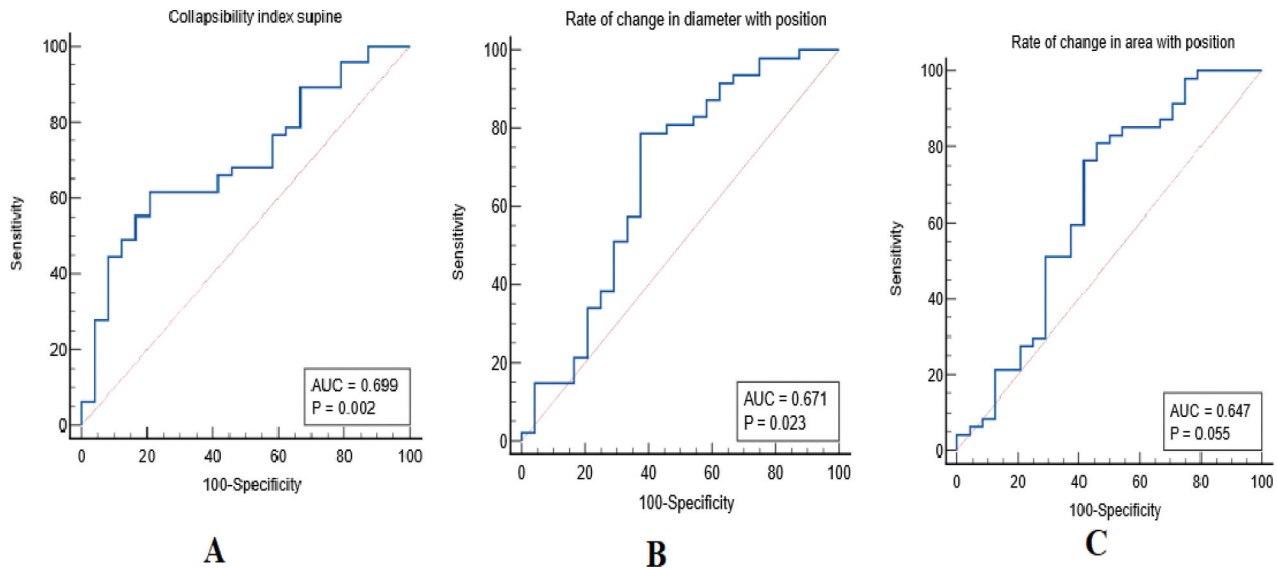 Collapsibility index supine
100
80
60
40
20
0
Sensitivity
AUC = 0.699
P = 0.002
0 20 40 60 80 100
100-Specificity
A
Rate of change in diameter with position
100
80
60
40
20
0
Sensitivity
AUC = 0.671
P = 0.023
0 20 40 60 80 100
100-Specificity
B
Rate of change in area with position
100
80
60
40
20
0
Sensitivity
AUC = 0.647
P = 0.055
0 20 40 60 80 100
100-Specificity
C